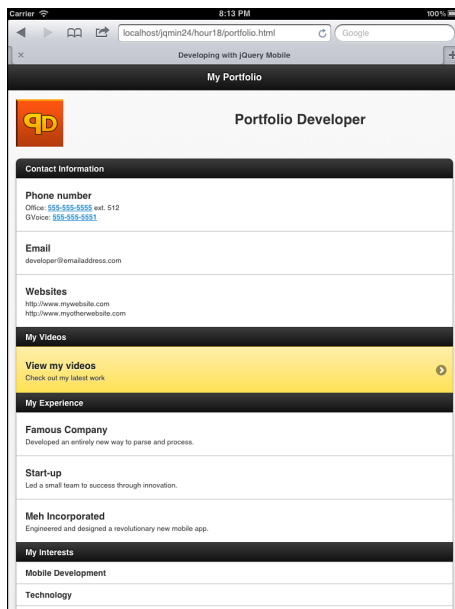 Carrier 8:13 PM 100%
localhost/jqmin24/hour18/portfolio.html Google
Developing with jQuery Mobile
My Portfolio
Portfolio Developer
Contact Information
Phone number
Office: 555-555-5555 ext. 512
GVoice: 555-555-5551
Email
developer@emailaddress.com
Websites
http://www.mywebsite.com
http://www.myotherwebsite.com
My Videos
View my videos
Check out my latest work
My Experience
Famous Company
Developed an entirely new way to parse and process.
Start-up
Led a small team to success through innovation.
Meh Incorporated
Engineered and designed a revolutionary new mobile app.
My Interests
Mobile Development
Technology